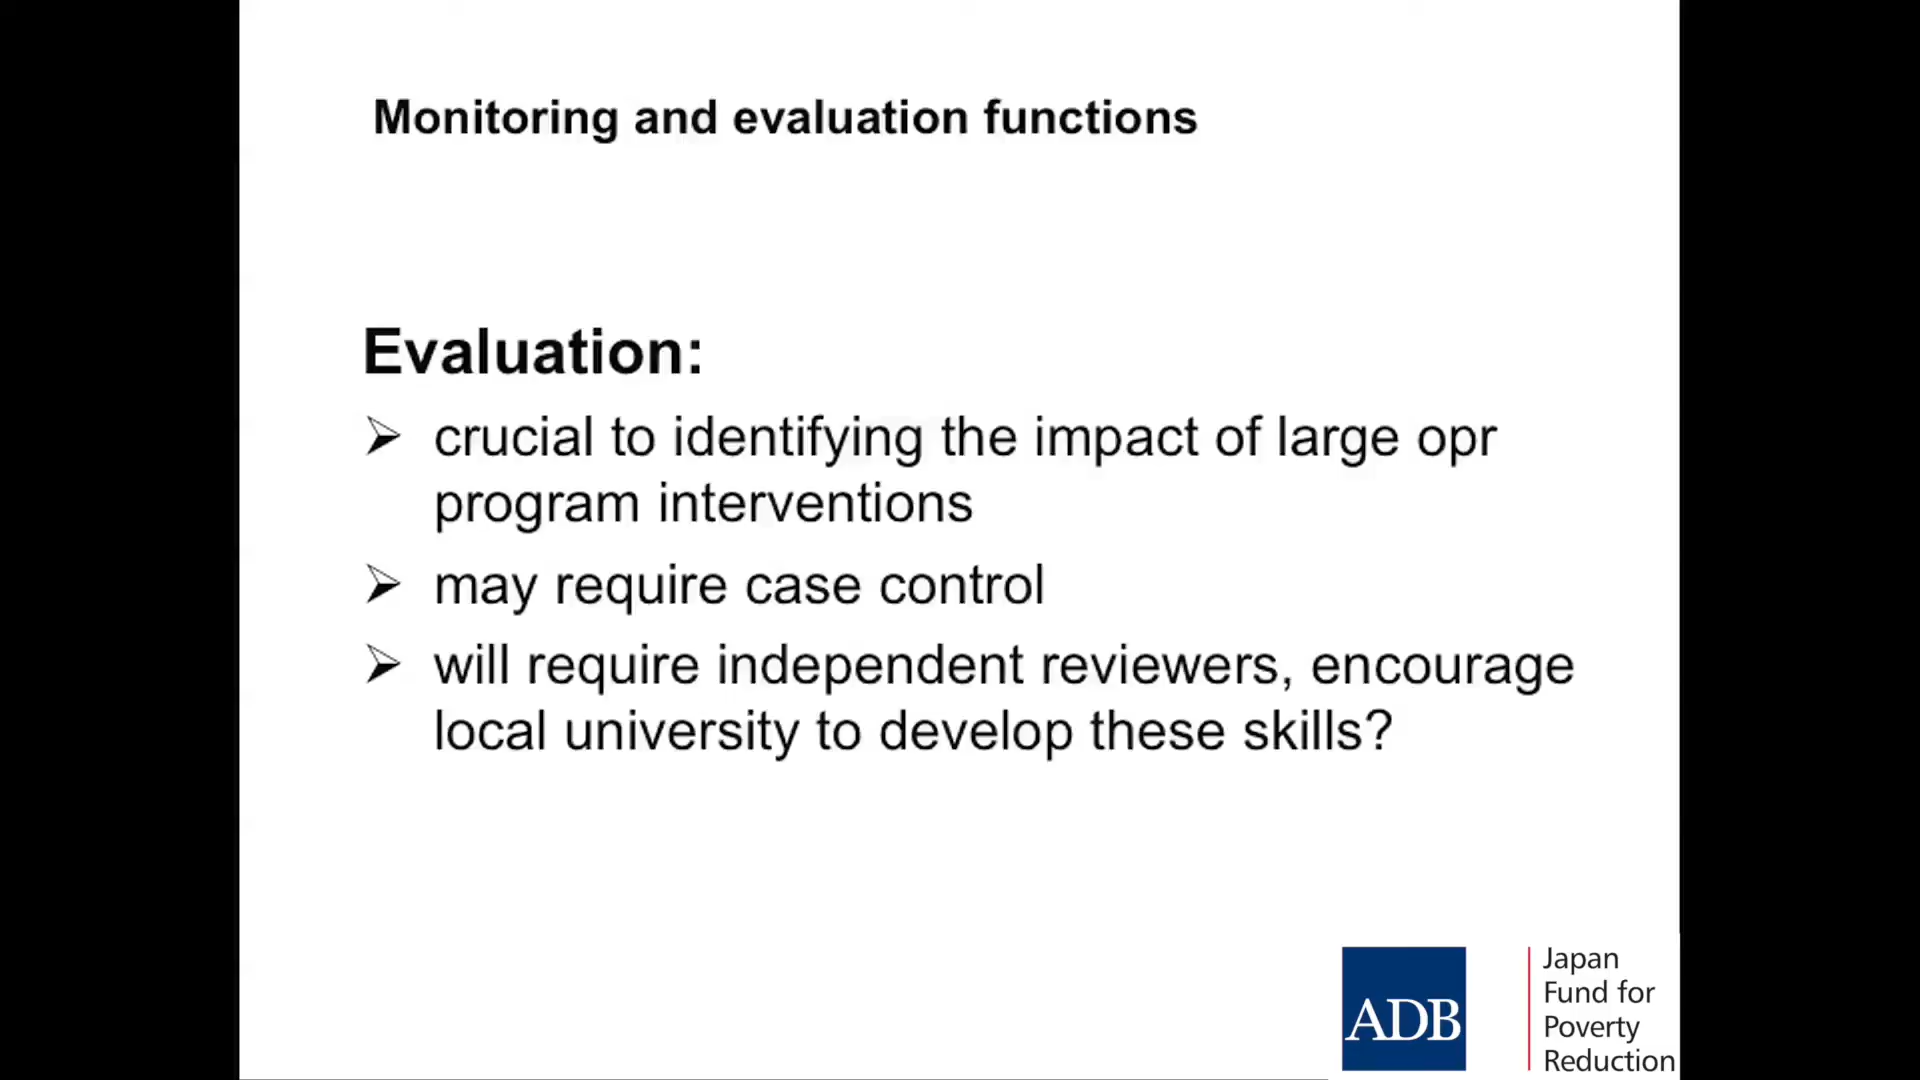 Monitoring and evaluation functions
Evaluation:
crucial to identifying the impact of large opr
program interventions
may require case control
will require independent reviewers, encourage
local university to develop these skills?
ADB
Japan
Fund for
Poverty
Reduction